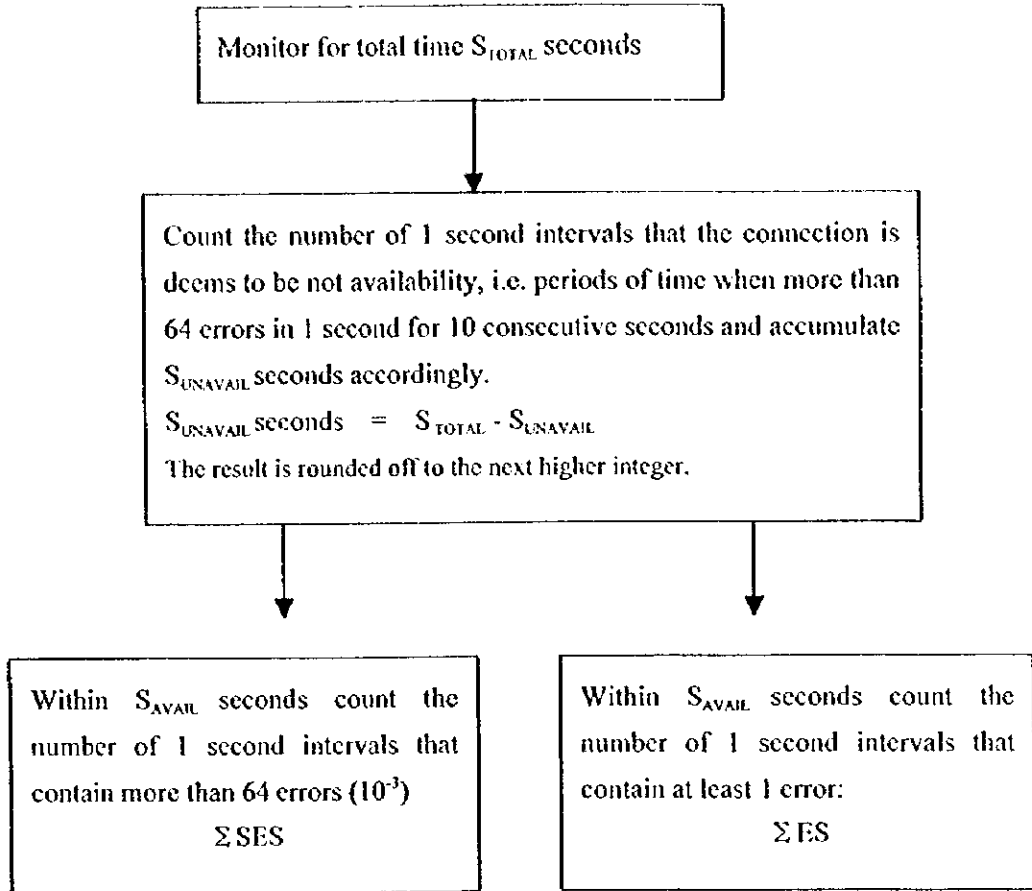 Monitor for total time S_TOTAL seconds
Count the number of 1 second intervals that the connection is
deems to be not availability, i.e. periods of time when more than
64 errors in 1 second for 10 consecutive seconds and accumulate
S_UNAVAIL seconds accordingly.
S_UNAVAIL seconds = S_TOTAL - S_UNAVAIL
The result is rounded off to the next higher integer.
Within S_AVAIL seconds count the
number of 1 second intervals that
contain more than 64 errors (10⁻³)
Σ SES
Within S_AVAIL seconds count the
number of 1 second intervals that
contain at least 1 error:
Σ ES